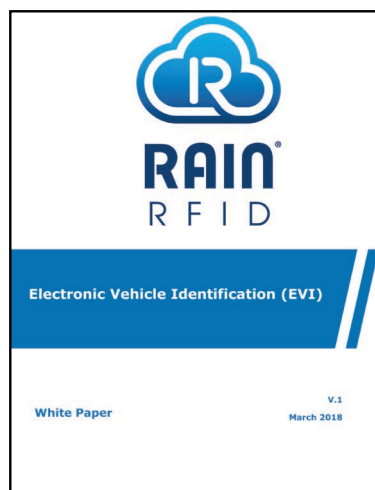 R
RAIN®
RFID
Electronic Vehicle Identification (EVI)
V.1
White Paper
March 2018